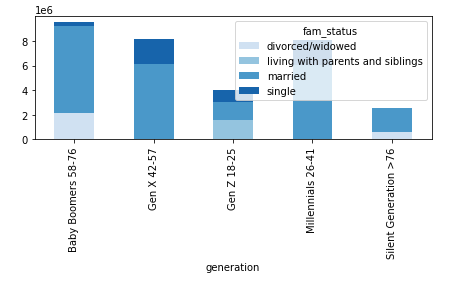 1e6
8
6
4
2
0
fam_status
divorced/widowed
living with parents and siblings
married
single
Baby Boomers 58-76
Gen X 42-57
Gen Z 18-25
Millennials 26-41
Silent Generation >76
generation